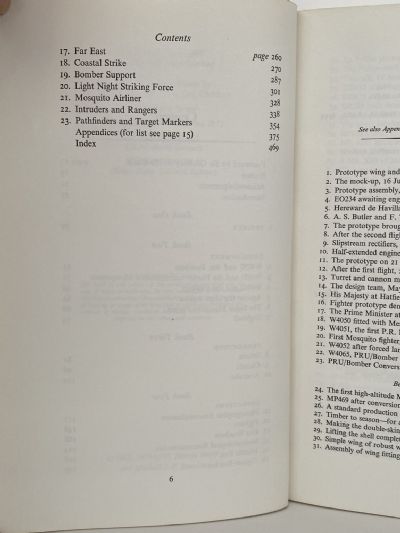 Contents
17. Far East page 260
18. Coastal Strike 270
19. Bomber Support 287
20. Light Night Striking Force 301
21. Mosquito Airliner 328
22. Intruders and Rangers 338
23. Pathfinders and Target Markers 354
Appendices (for list see page 15) 375
Index 469
6
See also Appen
1. Prototype wing and
2. The mock-up, 16 Ju
3. Prototype assembly,
4. EO234 awaiting eng
5. Hereward de Havilla
6. A. S. Butler and F.
7. The prototype broug
8. After the second fligh
9. Slipstream rectifiers,
10. Half-extended engine
11. The prototype on 21
12. After the first flight,
13. Turret and cannon m
14. The design team, May
15. His Majesty at Hatfie
16. Fighter prototype den
17. The Prime Minister at
18. W4050 fitted with Me
19. W4051, the first P.R.
20. First Mosquito fighter,
21. W4052 after forced lan
22. W4065, PRU/Bomber
23. PRU/Bomber Convers
Be
24. The first high-altitude M
25. MP469 after conversion
26. A standard production
27. Timber to season—for
28. Making the double-skin
29. Lifting the shell complet
30. Simple wing of robust w
31. Assembly of wing fitting